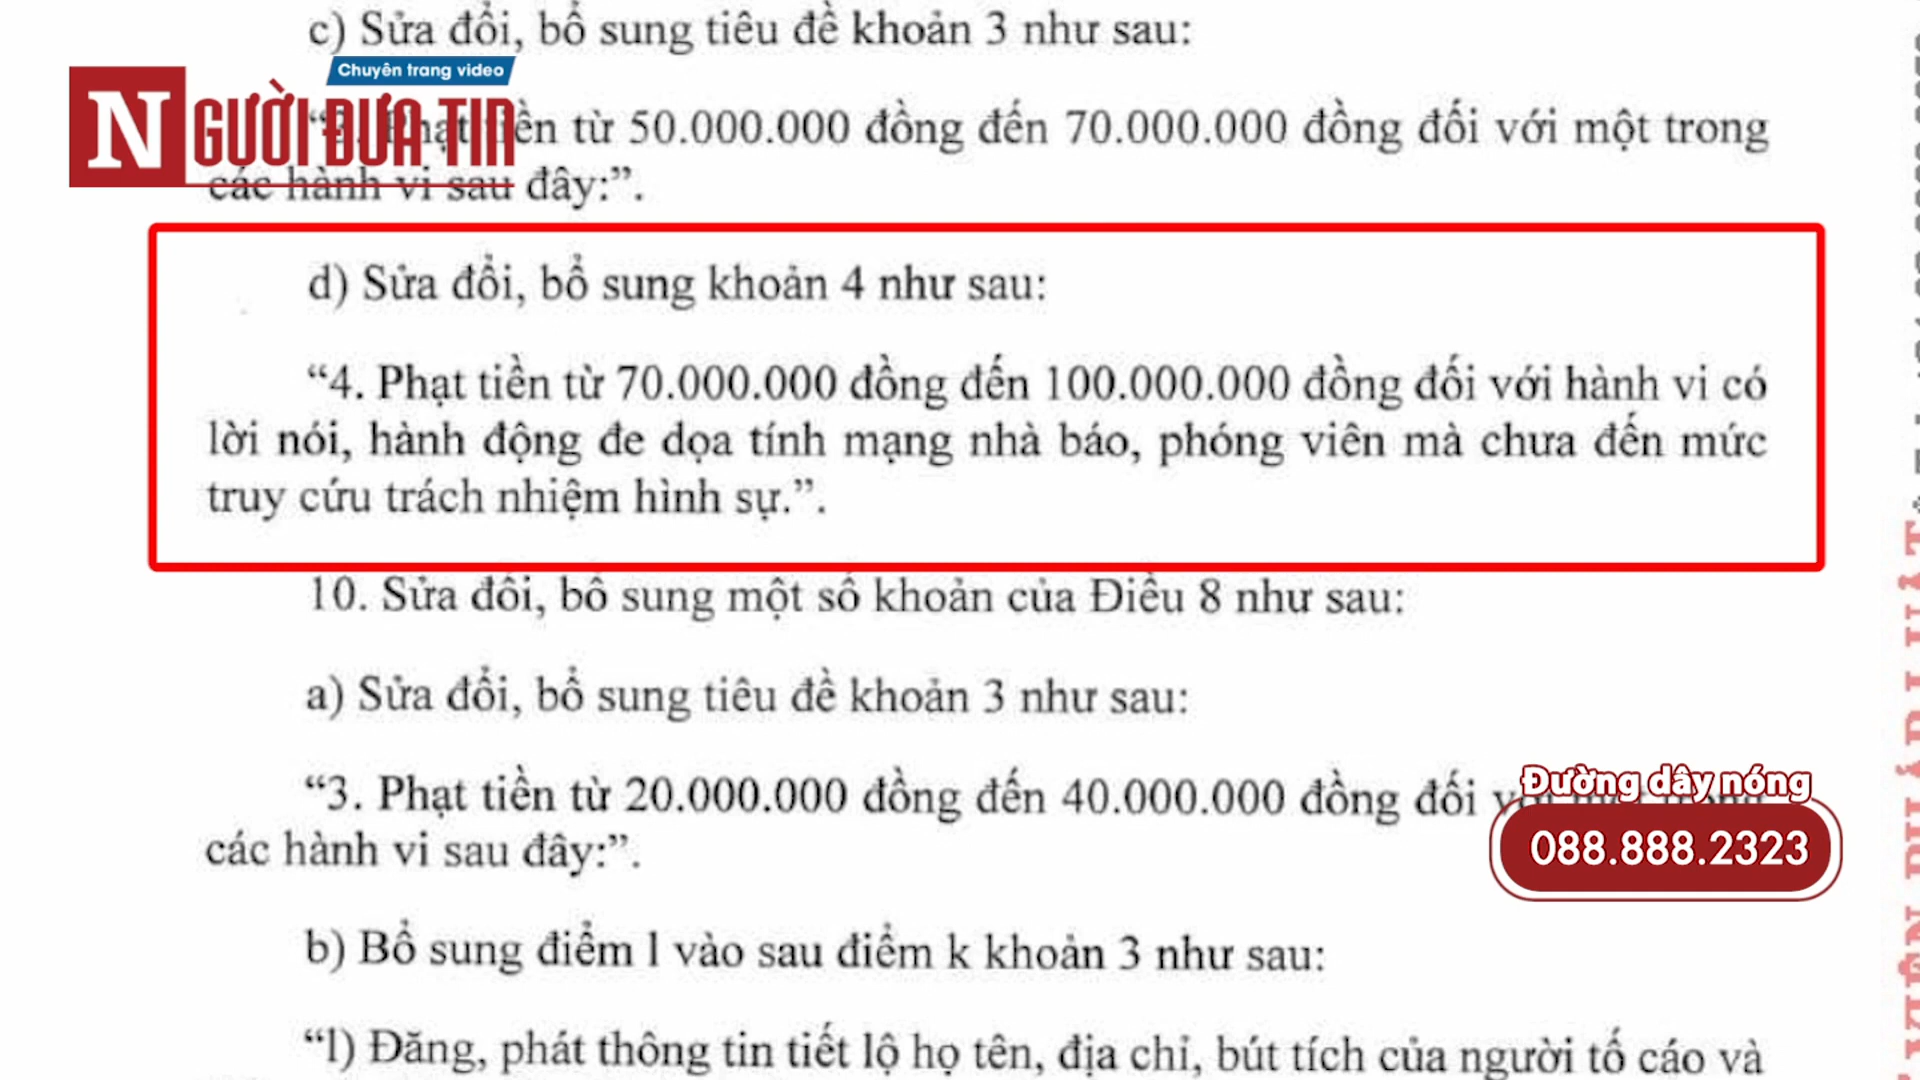 c) Sửa đổi, bổ sung tiêu đề khoản 3 như sau:
Chuyên trang video
NGƯỜI ĐƯA TIN
“3. Phạt tiền từ 50.000.000 đồng đến 70.000.000 đồng đối với một trong
các hành vi sau đây:”.
d) Sửa đổi, bổ sung khoản 4 như sau:
“4. Phạt tiền từ 70.000.000 đồng đến 100.000.000 đồng đối với hành vi có
lời nói, hành động đe dọa tính mạng nhà báo, phóng viên mà chưa đến mức
truy cứu trách nhiệm hình sự.”.
10. Sửa đổi, bổ sung một số khoản của Điều 8 như sau:
a) Sửa đổi, bổ sung tiêu đề khoản 3 như sau:
“3. Phạt tiền từ 20.000.000 đồng đến 40.000.000 đồng đối
các hành vi sau đây:”.
Đường dây nóng
088.888.2323
b) Bổ sung điểm l vào sau điểm k khoản 3 như sau:
“l) Đăng, phát thông tin tiết lộ họ tên, địa chỉ, bút tích của người tố cáo và